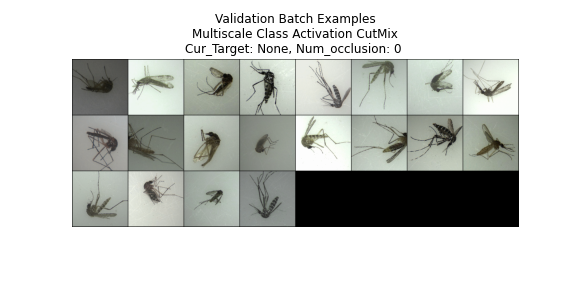 Validation Batch Examples
Multiscale Class Activation CutMix
Cur_Target: None, Num_occlusion: 0